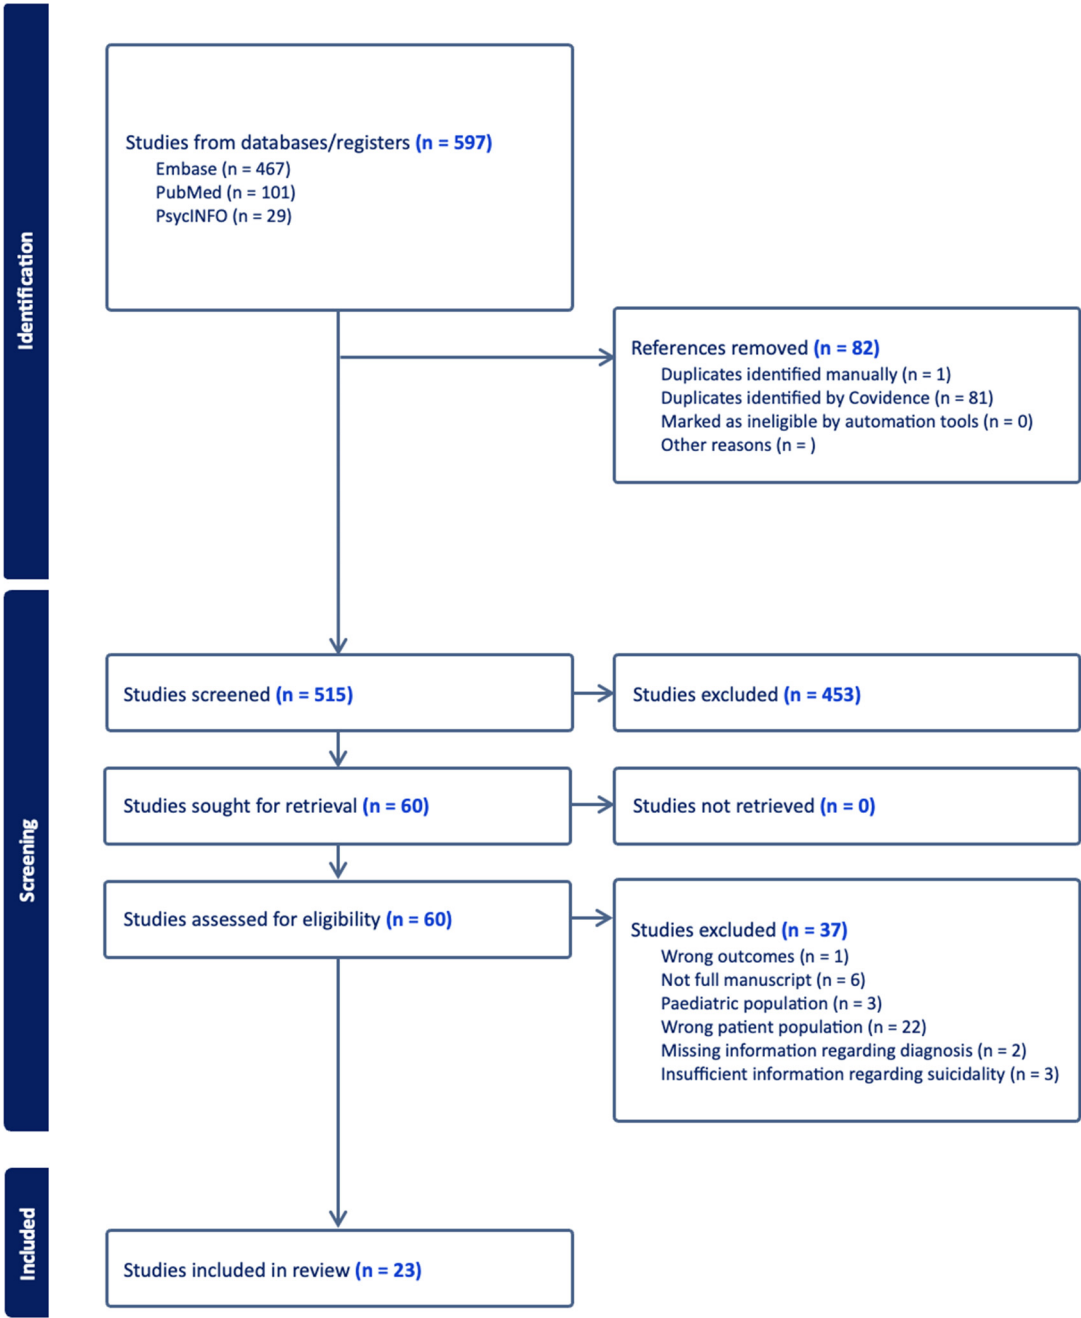 Identification
Studies from databases/registers (n = 597)
Embase (n = 467)
PubMed (n = 101)
PsycINFO (n = 29)
References removed (n = 82)
Duplicates identified manually (n = 1)
Duplicates identified by Covidence (n = 81)
Marked as ineligible by automation tools (n = 0)
Other reasons (n = )
Screening
Studies screened (n = 515)
Studies excluded (n = 453)
Studies sought for retrieval (n = 60)
Studies not retrieved (n = 0)
Studies assessed for eligibility (n = 60)
Studies excluded (n = 37)
Wrong outcomes (n = 1)
Not full manuscript (n = 6)
Paediatric population (n = 3)
Wrong patient population (n = 22)
Missing information regarding diagnosis (n = 2)
Insufficient information regarding suicidality (n = 3)
Included
Studies included in review (n = 23)